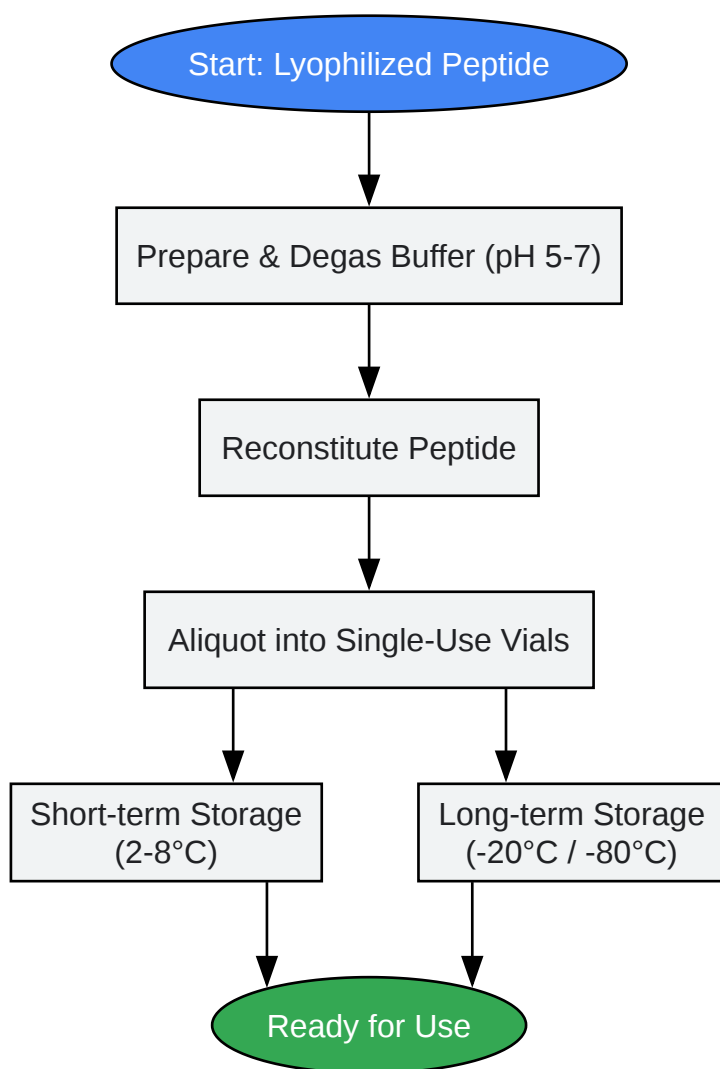 Start: Lyophilized Peptide
Prepare & Degas Buffer (pH 5-7)
Reconstitute Peptide
Aliquot into Single-Use Vials
Short-term Storage
(2-8°C)
Long-term Storage
(-20°C / -80°C)
Ready for Use